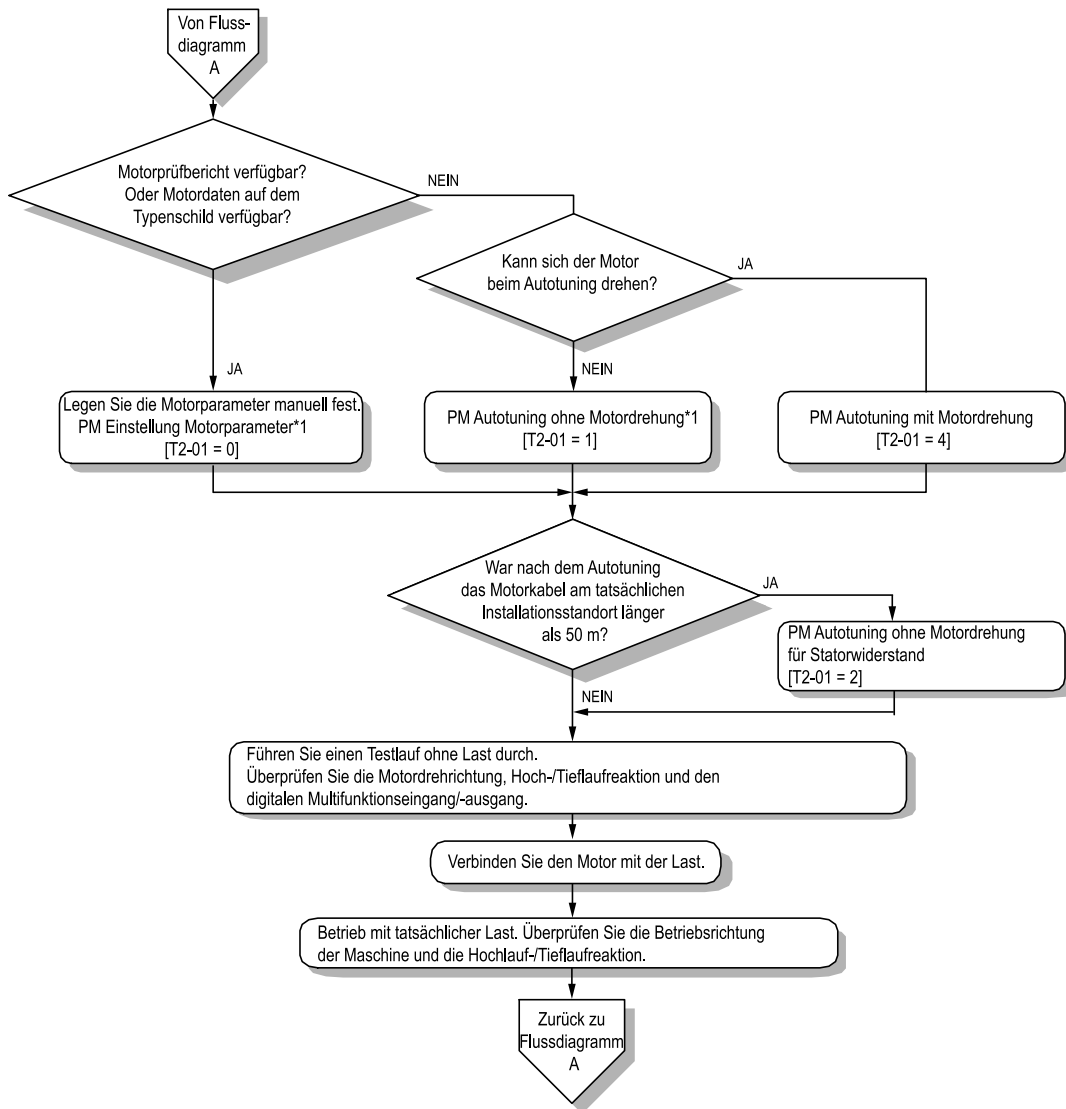 Von Fluss-
diagramm
A
Motorprüfbericht verfügbar?
Oder Motordaten auf dem
Typenschild verfügbar?
NEIN
Kann sich der Motor
beim Autotuning drehen?
JA
JA
NEIN
Legen Sie die Motorparameter manuell fest.
PM Einstellung Motorparameter*1
[T2-01 = 0]
PM Autotuning ohne Motordrehung*1
[T2-01 = 1]
PM Autotuning mit Motordrehung
[T2-01 = 4]
War nach dem Autotuning
das Motorkabel am tatsächlichen
Installationsstandort länger
als 50 m?
JA
PM Autotuning ohne Motordrehung
für Statorwiderstand
[T2-01 = 2]
NEIN
Führen Sie einen Testlauf ohne Last durch.
Überprüfen Sie die Motordrehrichtung, Hoch-/Tieflaufreaktion und den
digitalen Multifunktionseingang/-ausgang.
Verbinden Sie den Motor mit der Last.
Betrieb mit tatsächlicher Last. Überprüfen Sie die Betriebsrichtung
der Maschine und die Hochlauf-/Tieflaufreaktion.
Zurück zu
Flussdiagramm
A